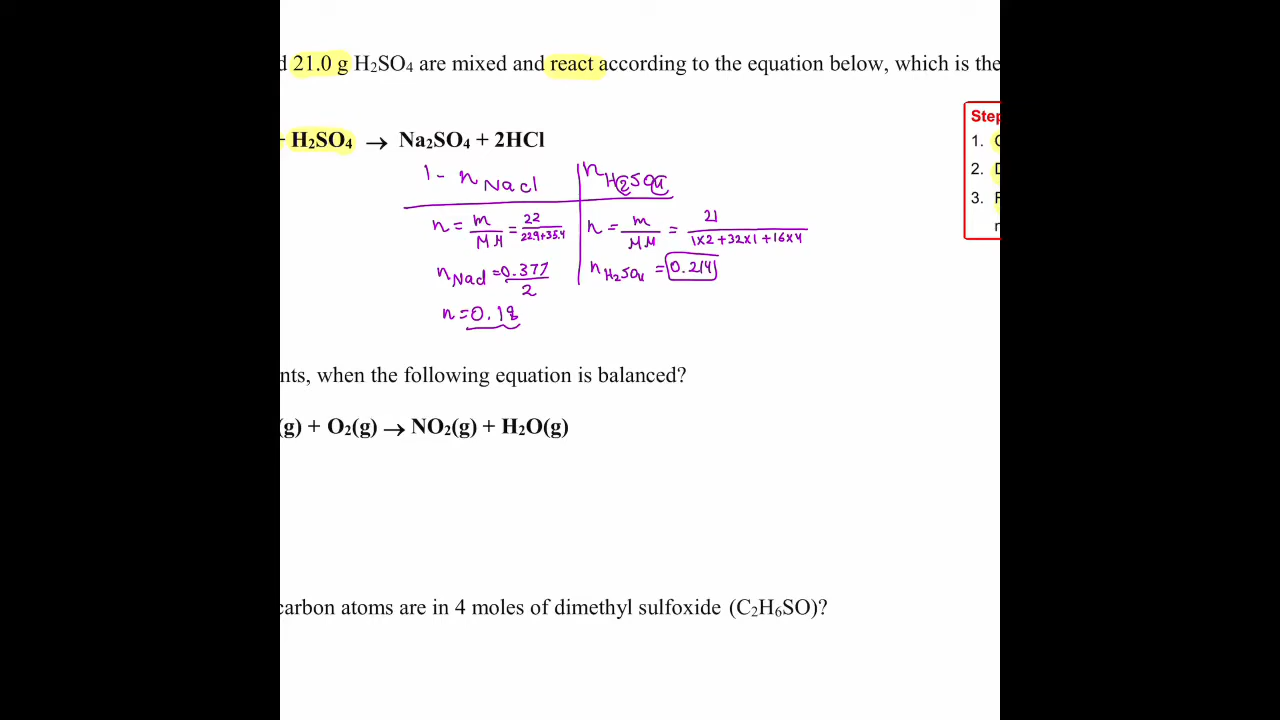 21.0 g H₂SO₄ are mixed and react according to the equation below, which is the
Step
1.
+ H₂SO₄ → Na₂SO₄ + 2HCl
2.
3.
1- n NaCl
n H₂SO₄
n = m/MM = 22/22.9+35.4
n = m/MM = 21/1x2+32x1+16x4
n NaCl = 0.377/2
n H₂SO₄ = 0.214
n = 0.18
nts, when the following equation is balanced?
(g) + O₂(g) → NO₂(g) + H₂O(g)
carbon atoms are in 4 moles of dimethyl sulfoxide (C₂H₆SO)?